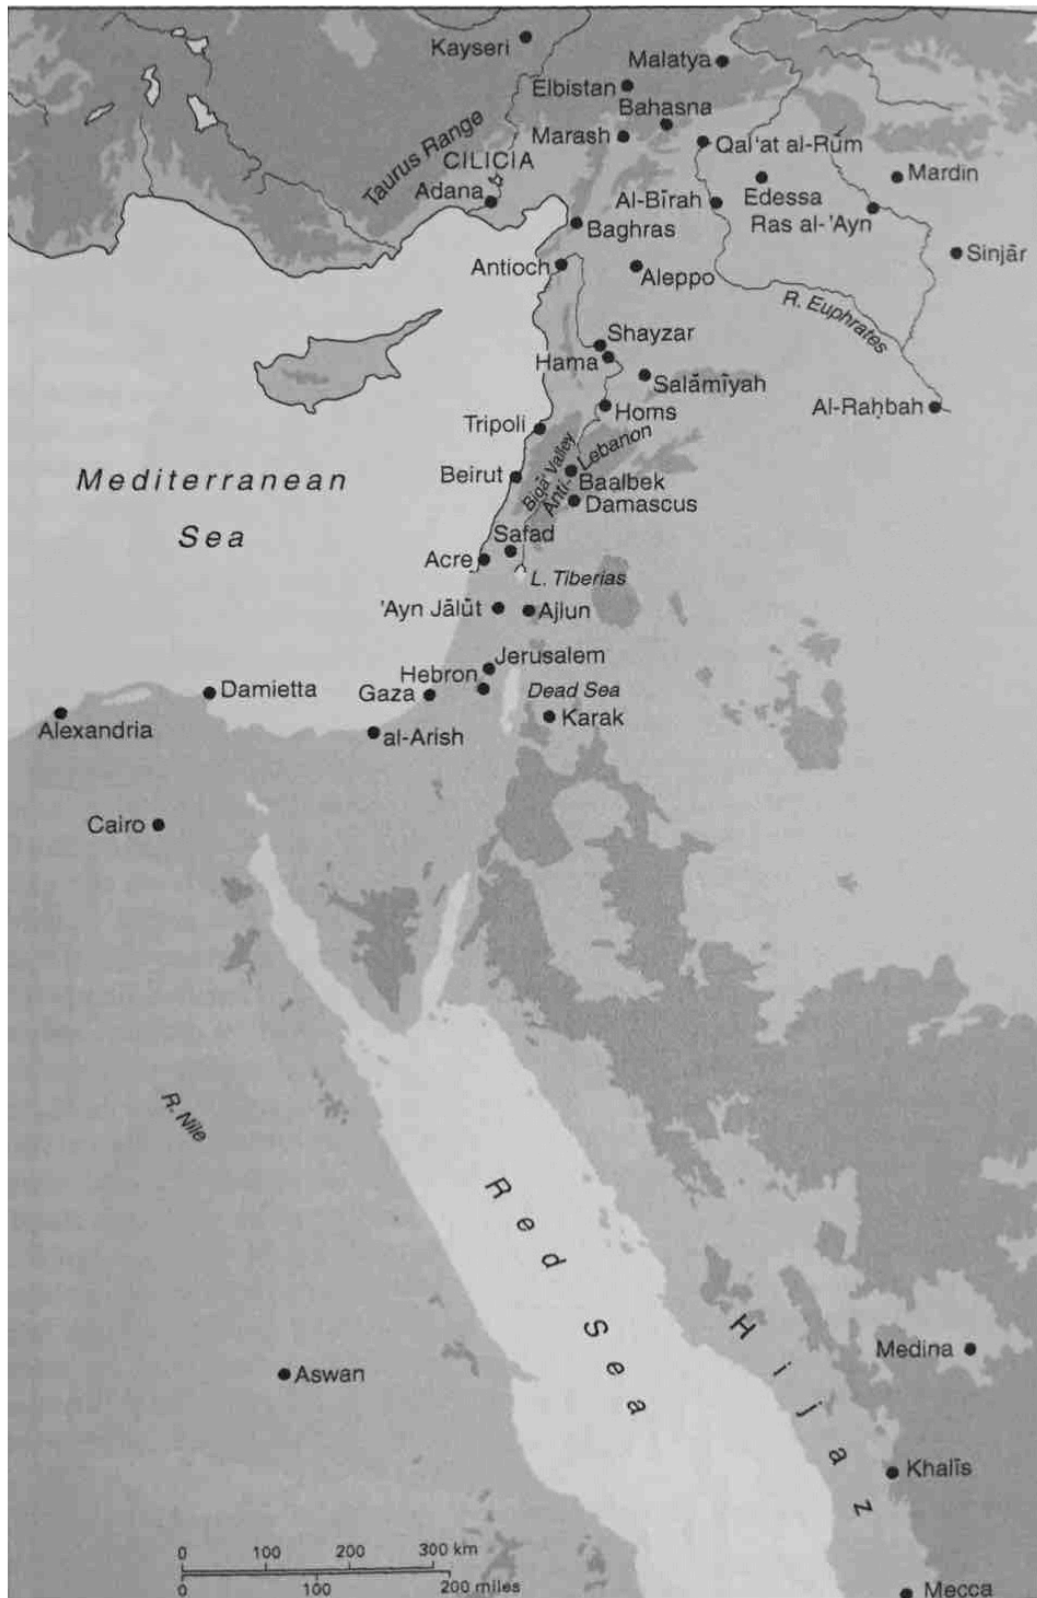 Kayseri
Malatya
Elbistan
Bahasna
Marash
Qal'at al-Rūm
Taurus Range
CILICIA
Mardin
Adana
Al-Bīrah
Edessa
Ras al-'Ayn
Baghras
Sinjār
Antioch
Aleppo
R. Euphrates
Shayzar
Hama
Salāmīyah
Al-Raḥbah
Homs
Tripoli
Biqā' Valley
Anti-Lebanon
Beirut
Baalbek
Damascus
Mediterranean
Sea
Safad
Acre
L. Tiberias
'Ayn Jālūt
Ajlun
Jerusalem
Hebron
Damietta
Gaza
Dead Sea
Karak
Alexandria
al-Arish
Cairo
R. Nile
Red Sea
Hijaz
Medina
Aswan
Khalīs
0 100 200 300 km
0 100 200 miles
Mecca